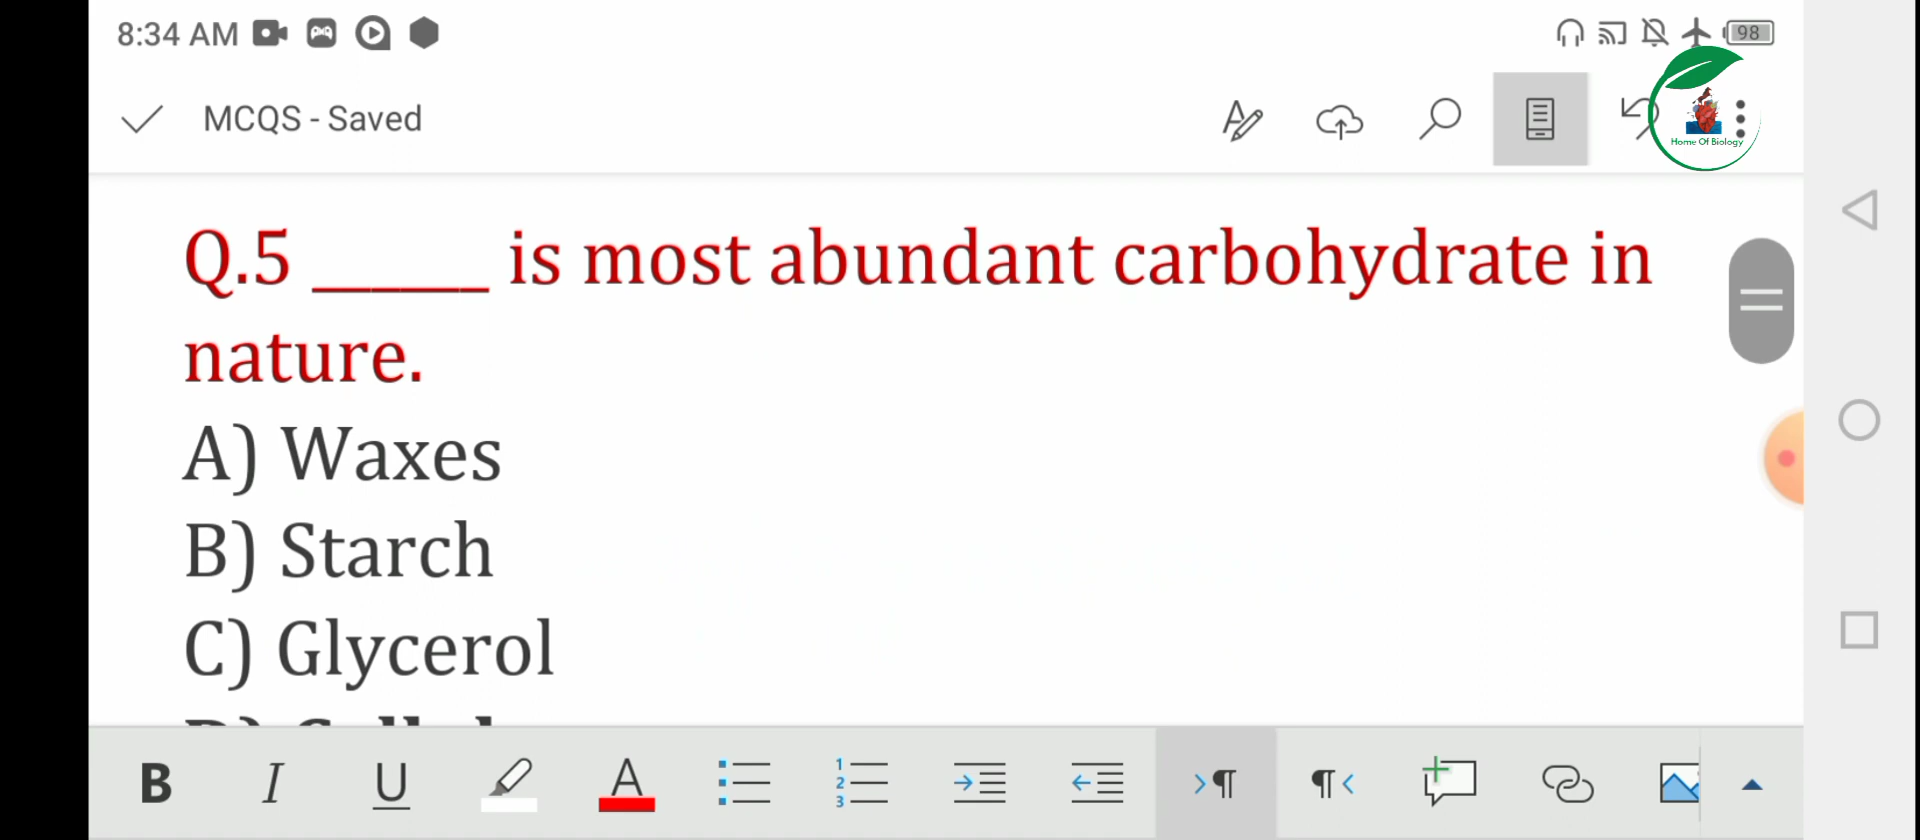 8:34 AM
98
MCQS - Saved
Home Of Biology
Q.5 ______ is most abundant carbohydrate in
nature.
A) Waxes
B) Starch
C) Glycerol
B I U A